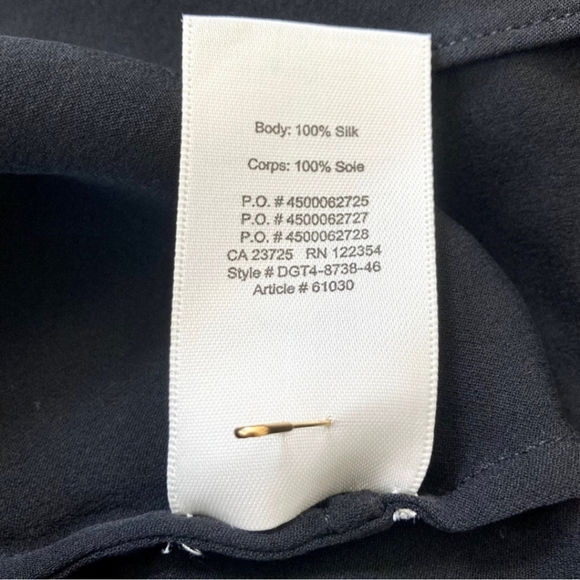 Body: 100% Silk
Corps: 100% Soie
P.O. # 4500062725
P.O. # 4500062727
P.O. # 4500062728
CA 23725 RN 122354
Style # DGT4-8738-46
Article # 61030